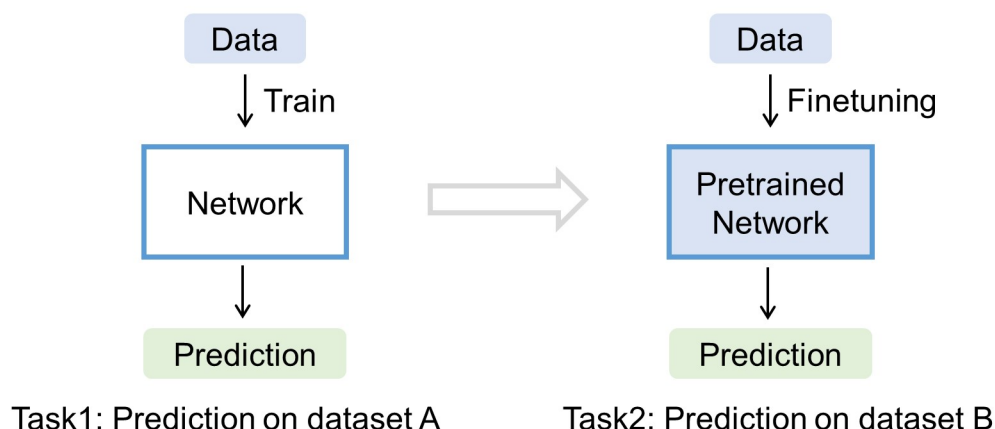 Data
Train
Network
Prediction
Task1: Prediction on dataset A
Data
Finetuning
Pretrained
Network
Prediction
Task2: Prediction on dataset B